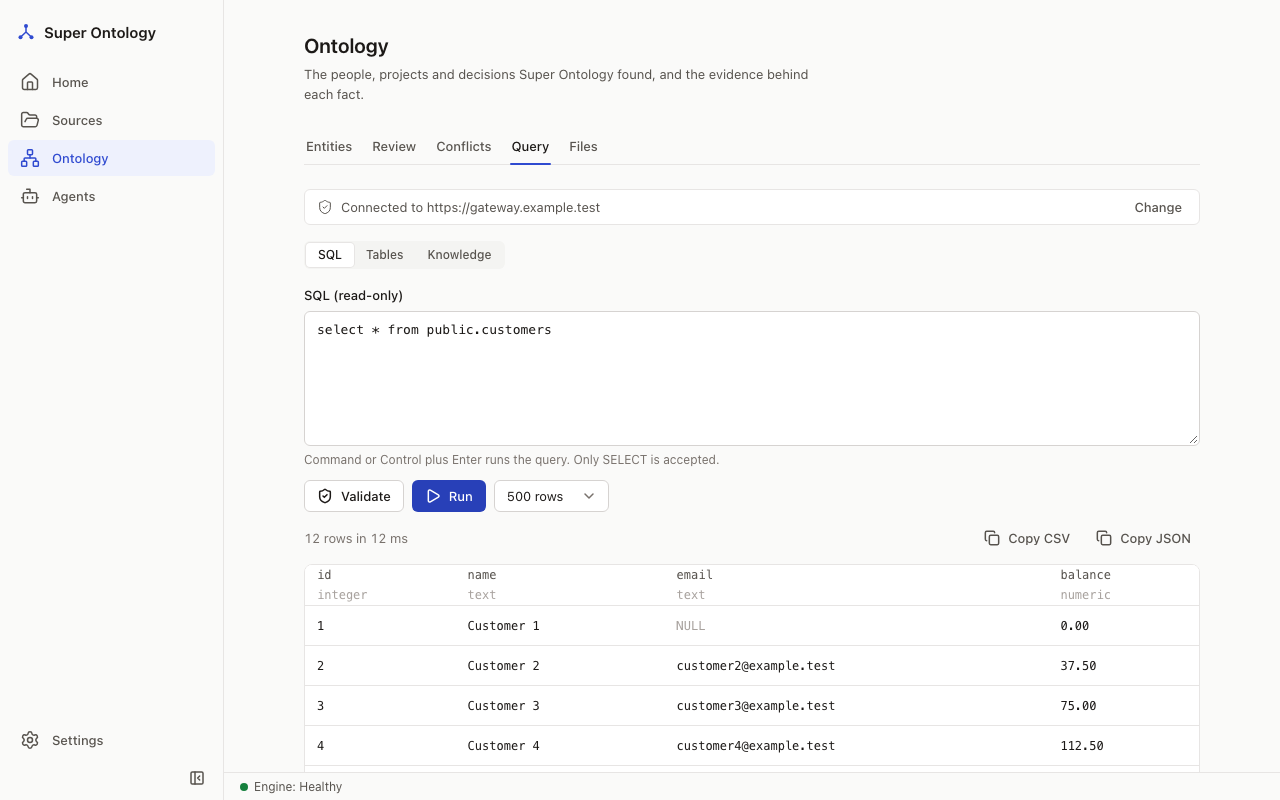 Super Ontology
Home
Sources
Ontology
Agents
Settings
Ontology
The people, projects and decisions Super Ontology found, and the evidence behind
each fact.
Entities Review Conflicts Query Files
Connected to https://gateway.example.test Change
SQL Tables Knowledge
SQL (read-only)
select * from public.customers
Command or Control plus Enter runs the query. Only SELECT is accepted.
Validate Run 500 rows
12 rows in 12 ms Copy CSV Copy JSON
id name email balance
integer text text numeric
1 Customer 1 NULL 0.00
2 Customer 2 customer2@example.test 37.50
3 Customer 3 customer3@example.test 75.00
4 Customer 4 customer4@example.test 112.50
Engine: Healthy